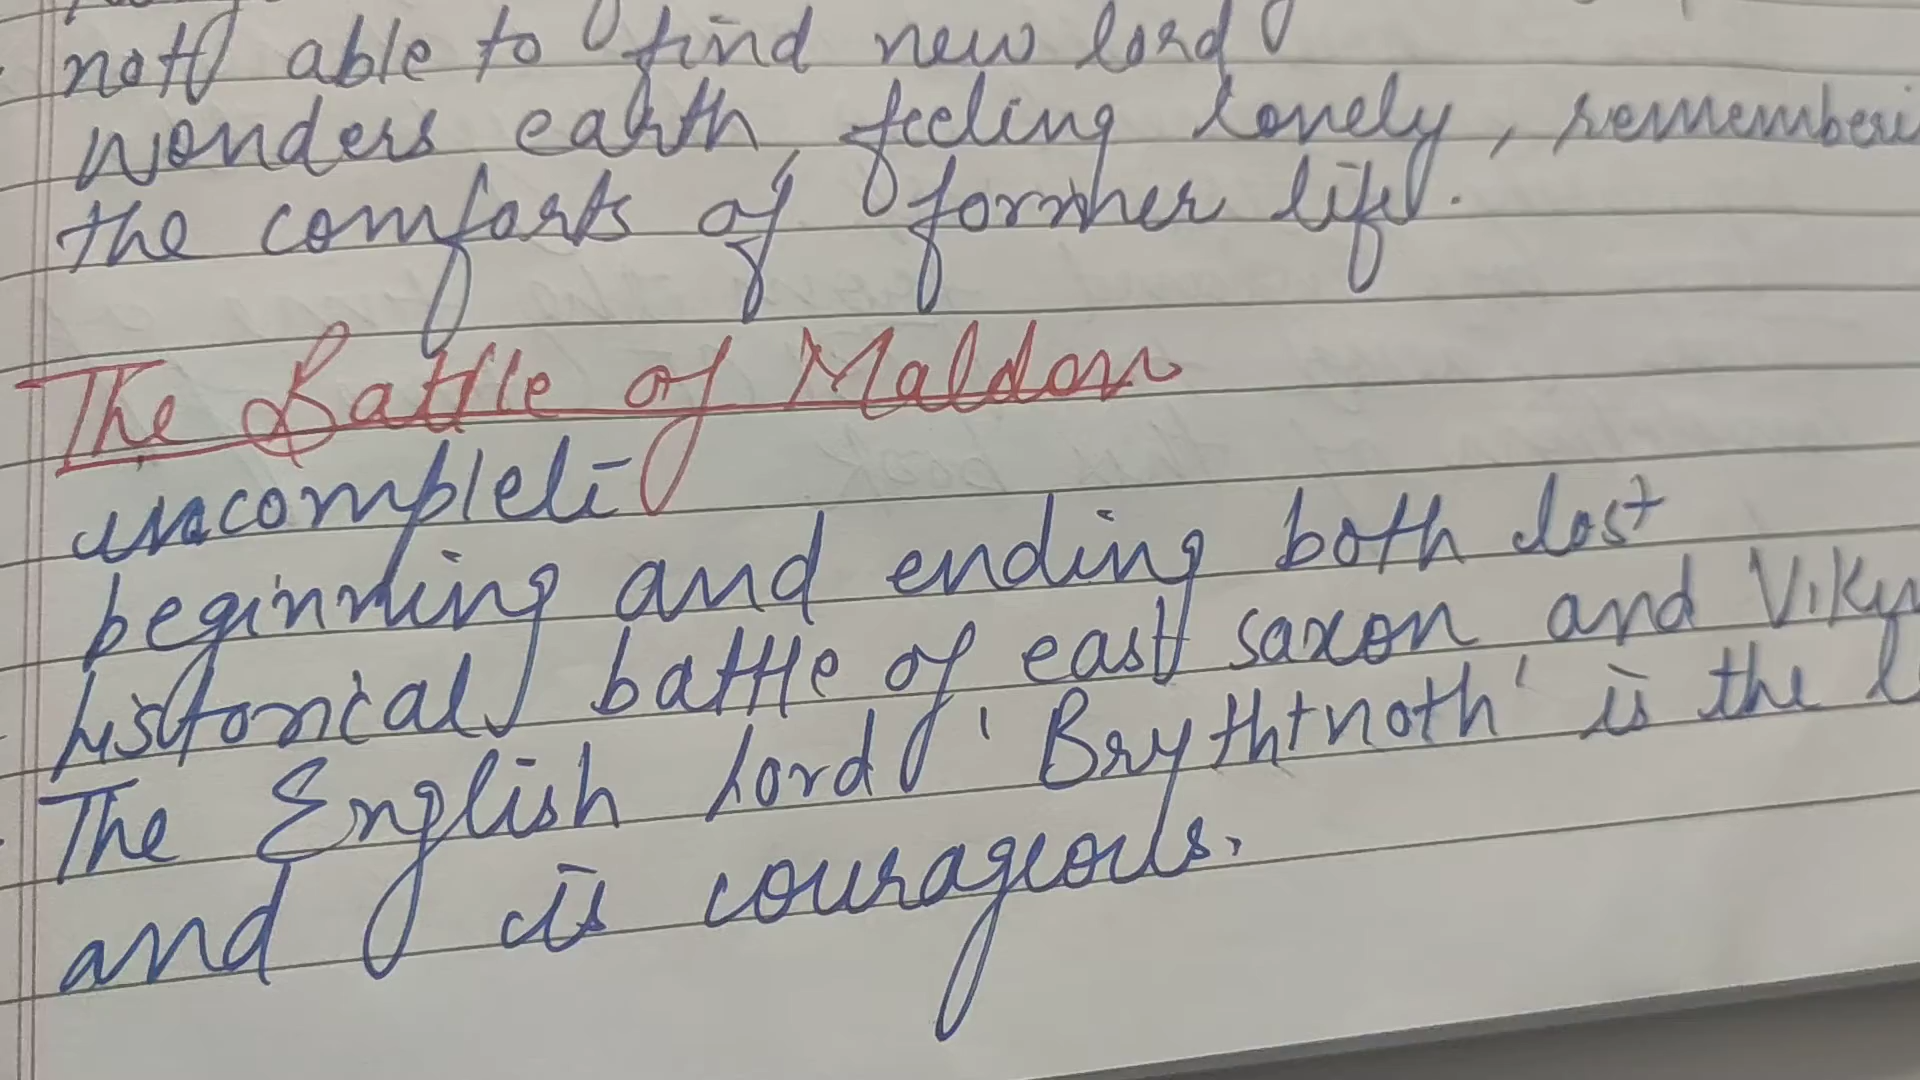 not able to find new lord
wonders earth, feeling lonely, rememberi
the comforts of formher life.
The Battle of Maldon
uncomplete
beginning and ending both lost
historical battle of east saxon and Vikin
The English lord 'Brythtnoth' is the l
and is courageous.